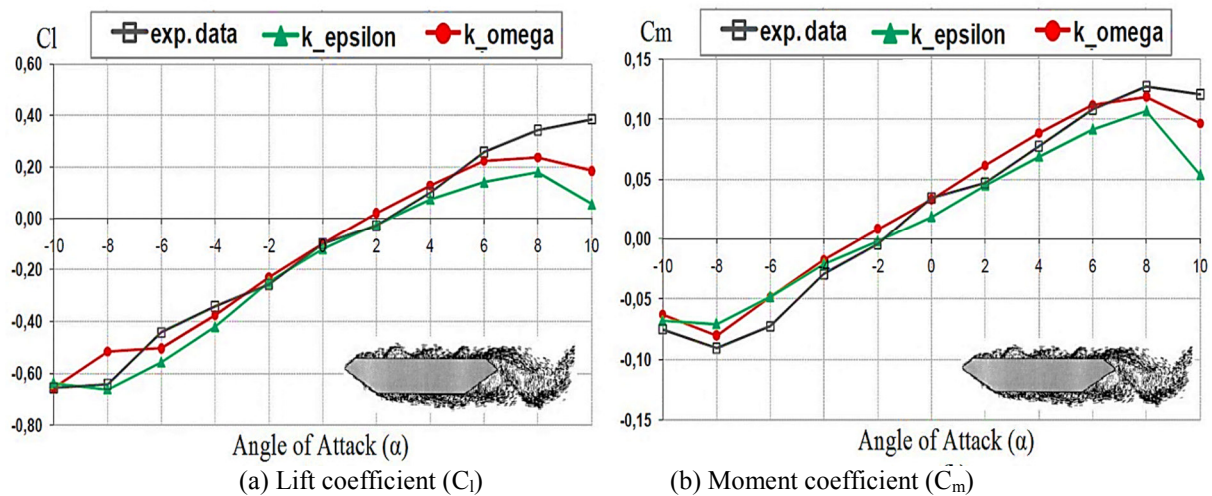 Cl
exp. data k_epsilon k_omega
0,60
0,40
0,20
0,00
-0,20
-0,40
-0,60
-0,80
-10 -8 -6 -4 -2 0 2 4 6 8 10
Angle of Attack (α)
(a) Lift coefficient (Cl)
Cm
exp. data k_epsilon k_omega
0,15
0,10
0,05
0,00
-0,05
-0,10
-0,15
-10 -8 -6 -4 -2 0 2 4 6 8 10
Angle of Attack (α)
(b) Moment coefficient (Cm)